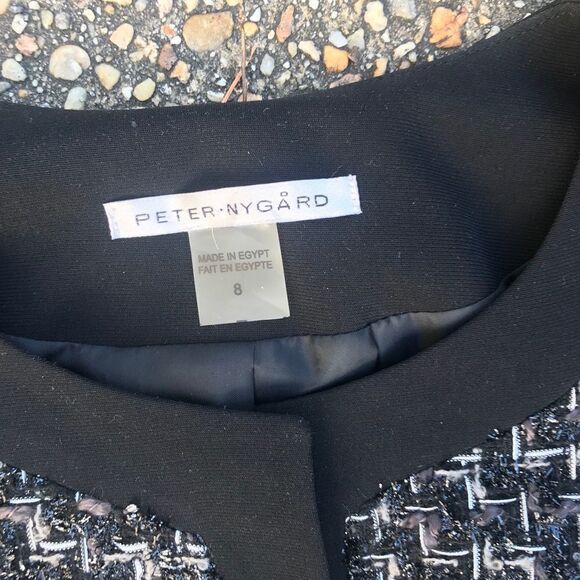 PETER·NYGÅRD
MADE IN EGYPT
FAIT EN EGYPTE
8